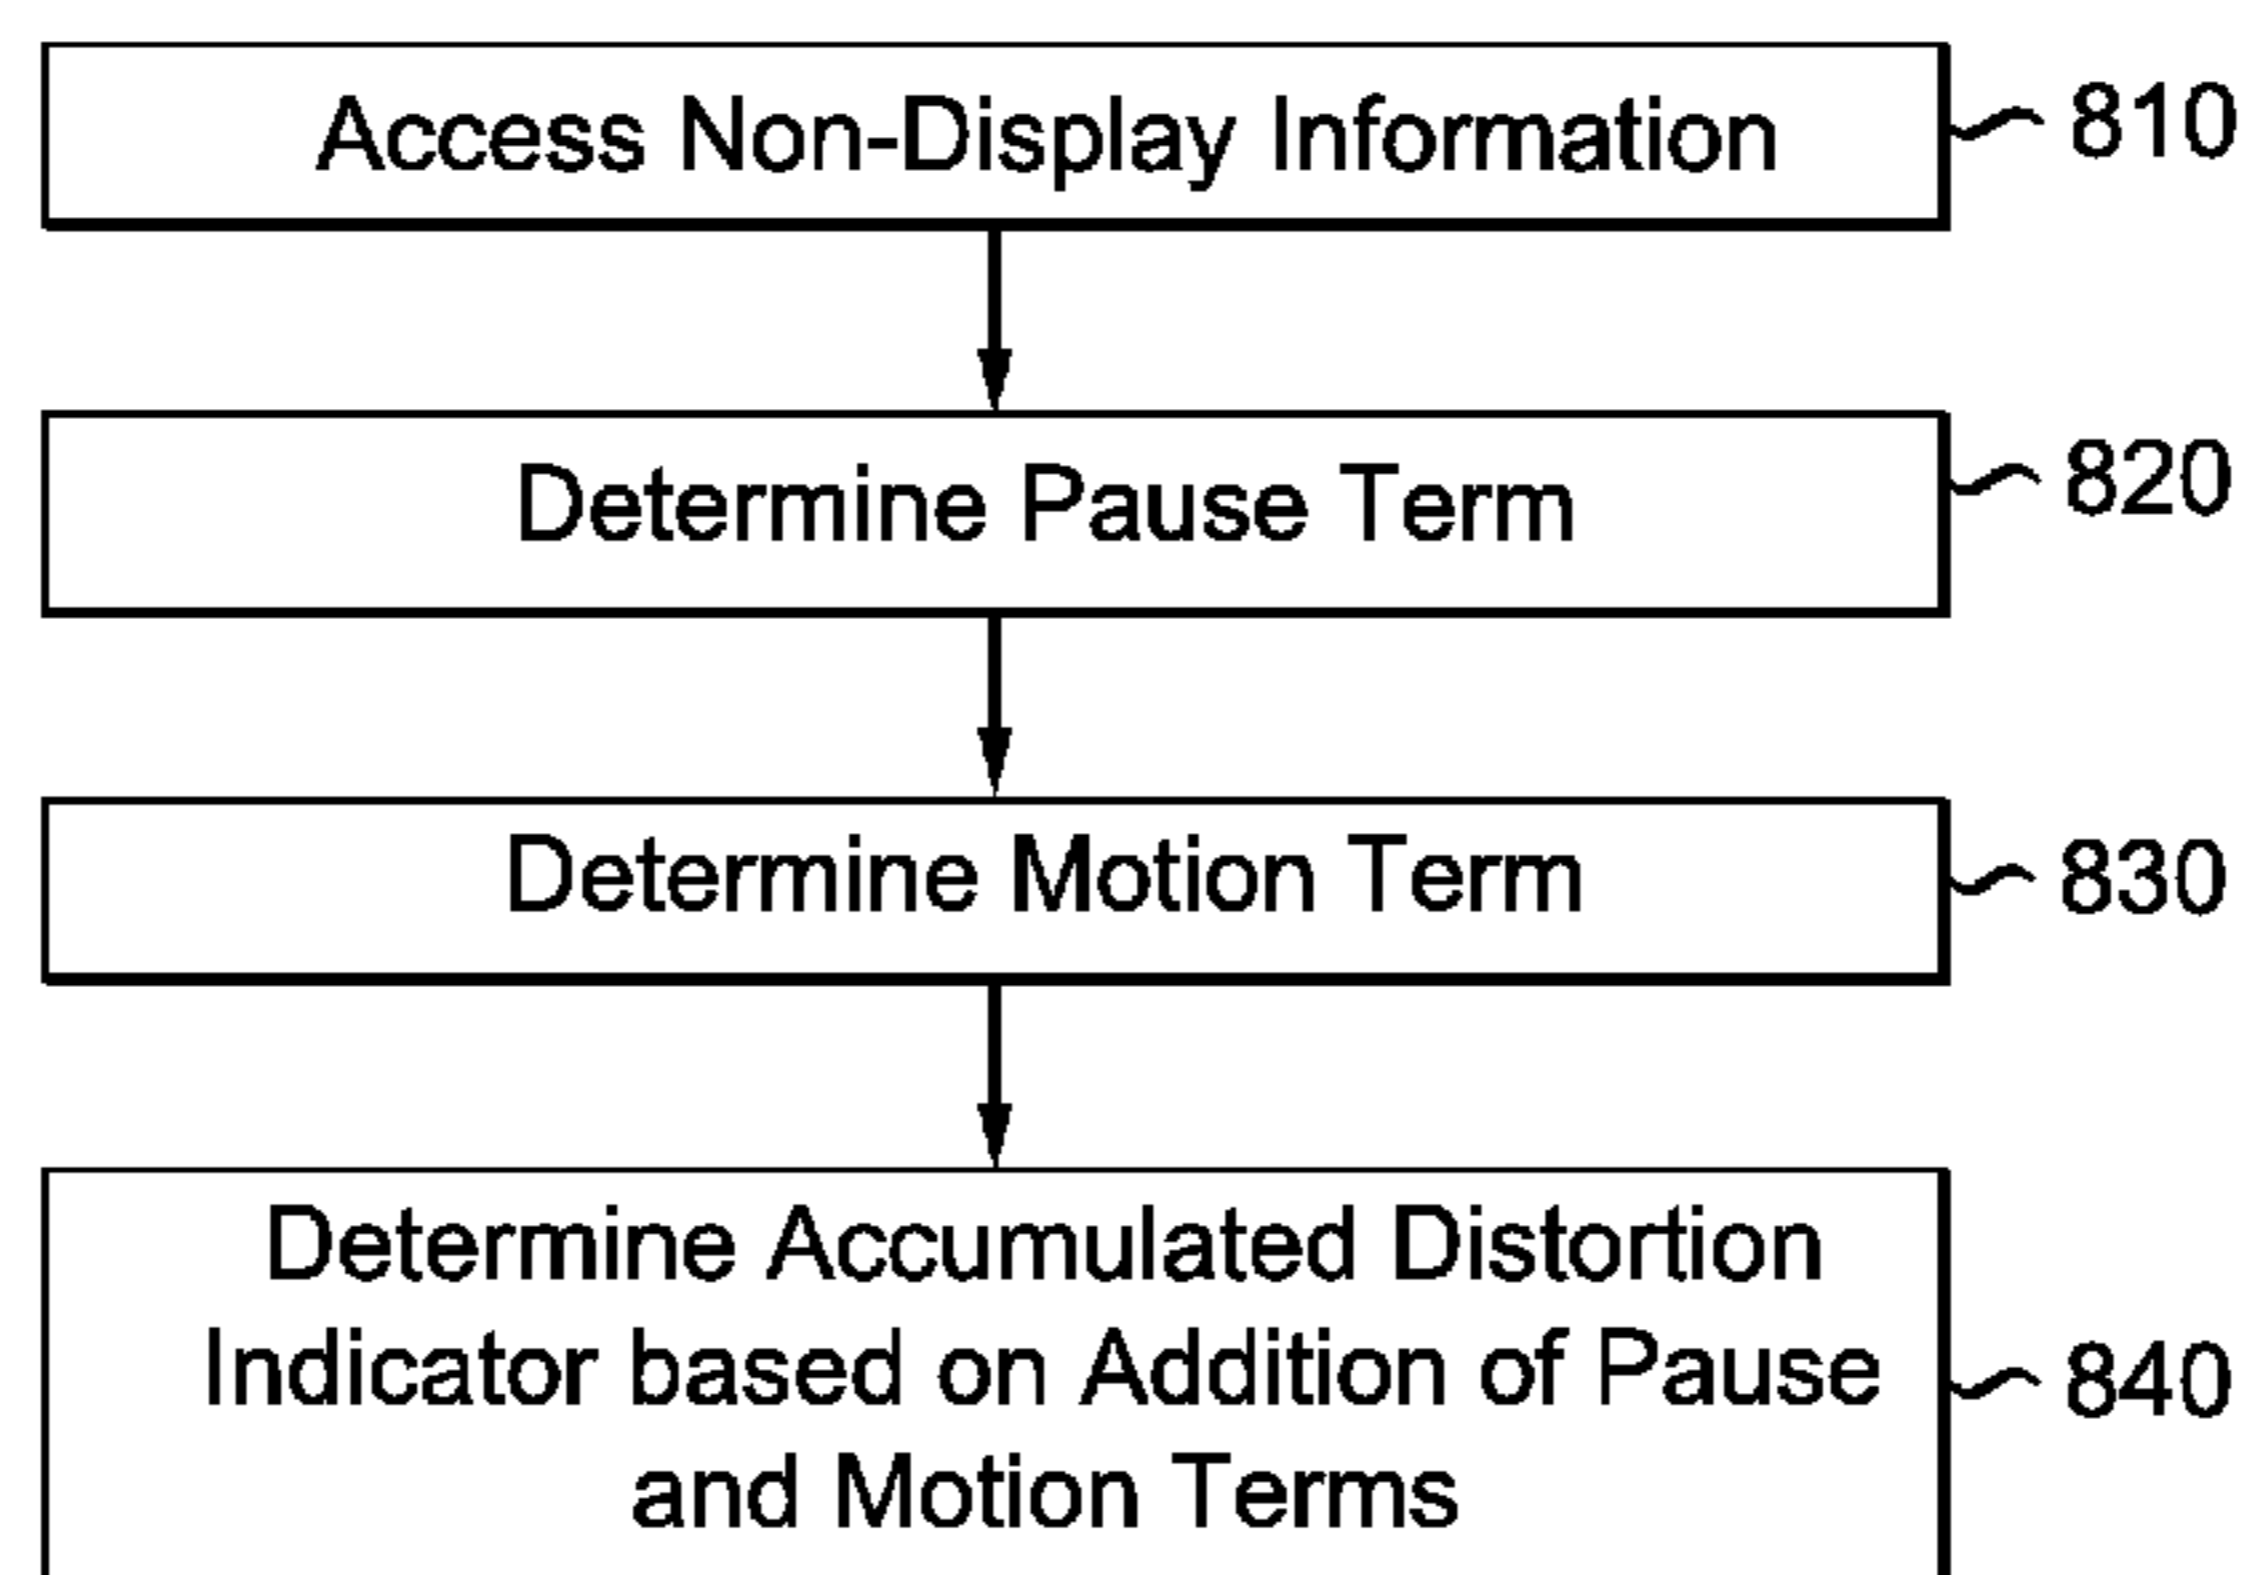 Access Non-Display Information
810
Determine Pause Term
820
Determine Motion Term
830
Determine Accumulated Distortion
Indicator based on Addition of Pause
and Motion Terms
840